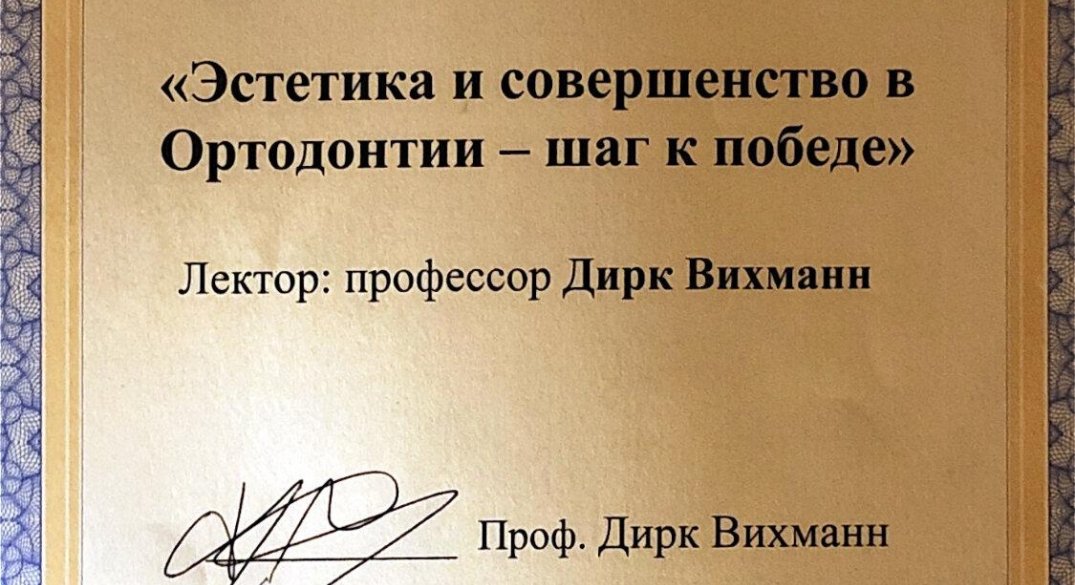 «Эстетика и совершенство в
Ортодонтии – шаг к победе»
Лектор: профессор Дирк Вихманн
Проф. Дирк Вихманн